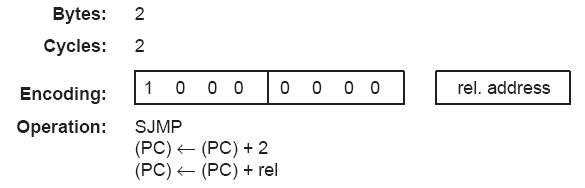 Bytes: 2
Cycles: 2
Encoding: 1 0 0 0 0 0 0 0 rel. address
Operation: SJMP
(PC) ← (PC) + 2
(PC) ← (PC) + rel